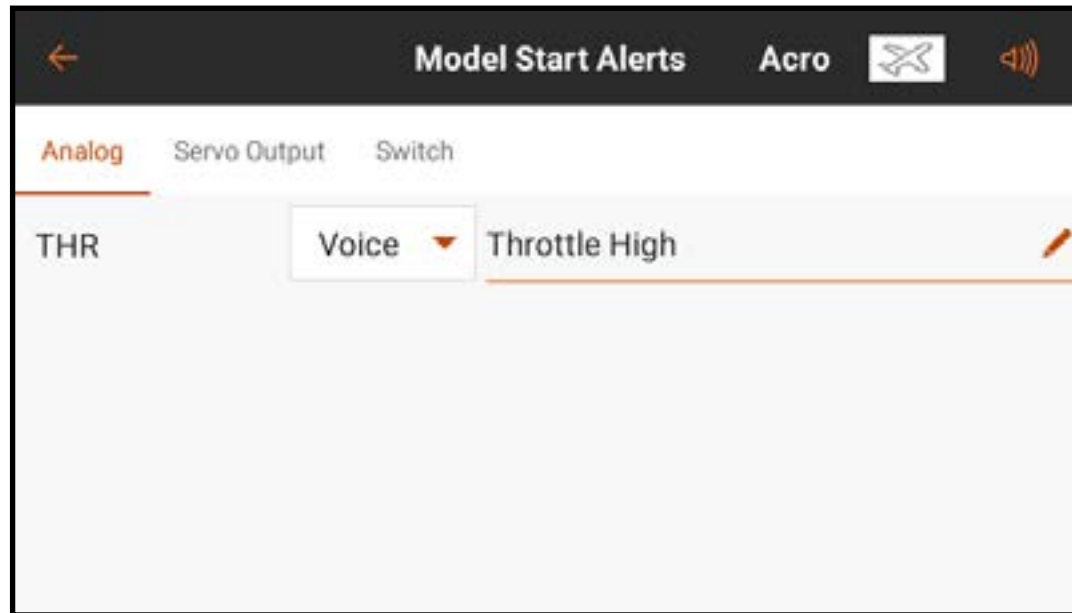 Model Start Alerts Acro
Analog Servo Output Switch
THR Voice Throttle High